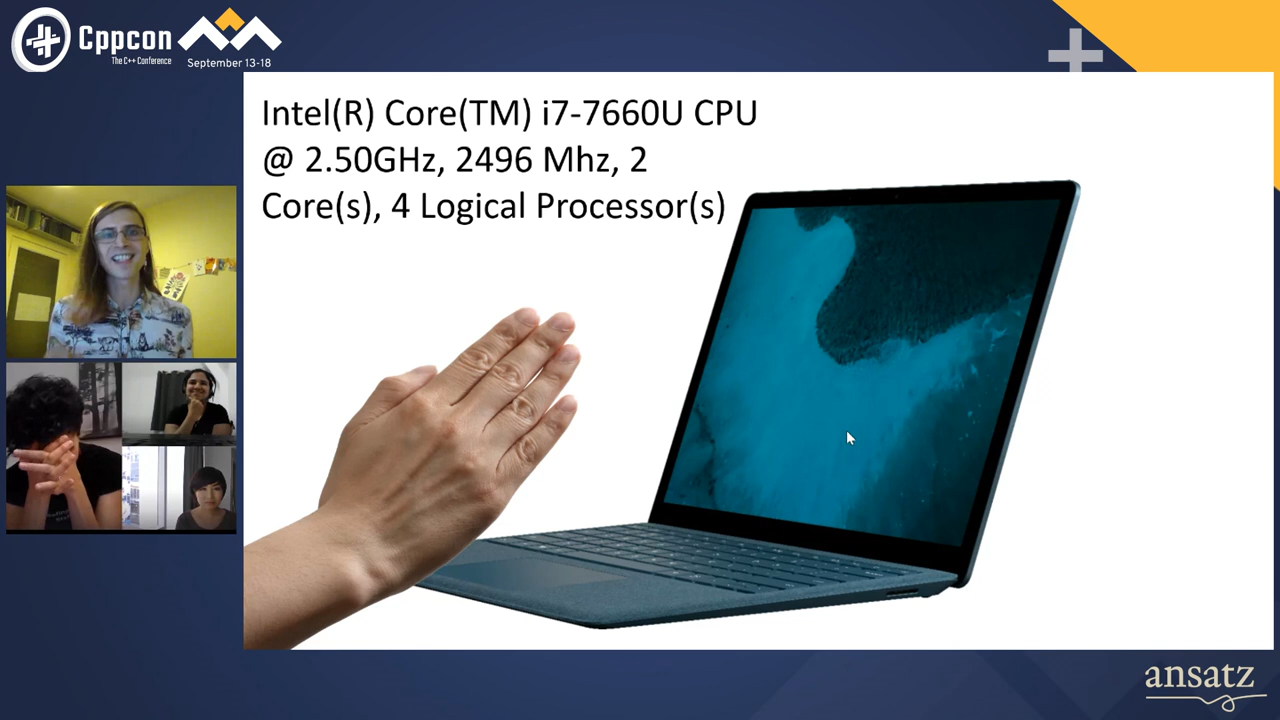 Cppcon
The C++ Conference
September 13-18
Intel(R) Core(TM) i7-7660U CPU
@ 2.50GHz, 2496 Mhz, 2
Core(s), 4 Logical Processor(s)
ansatz